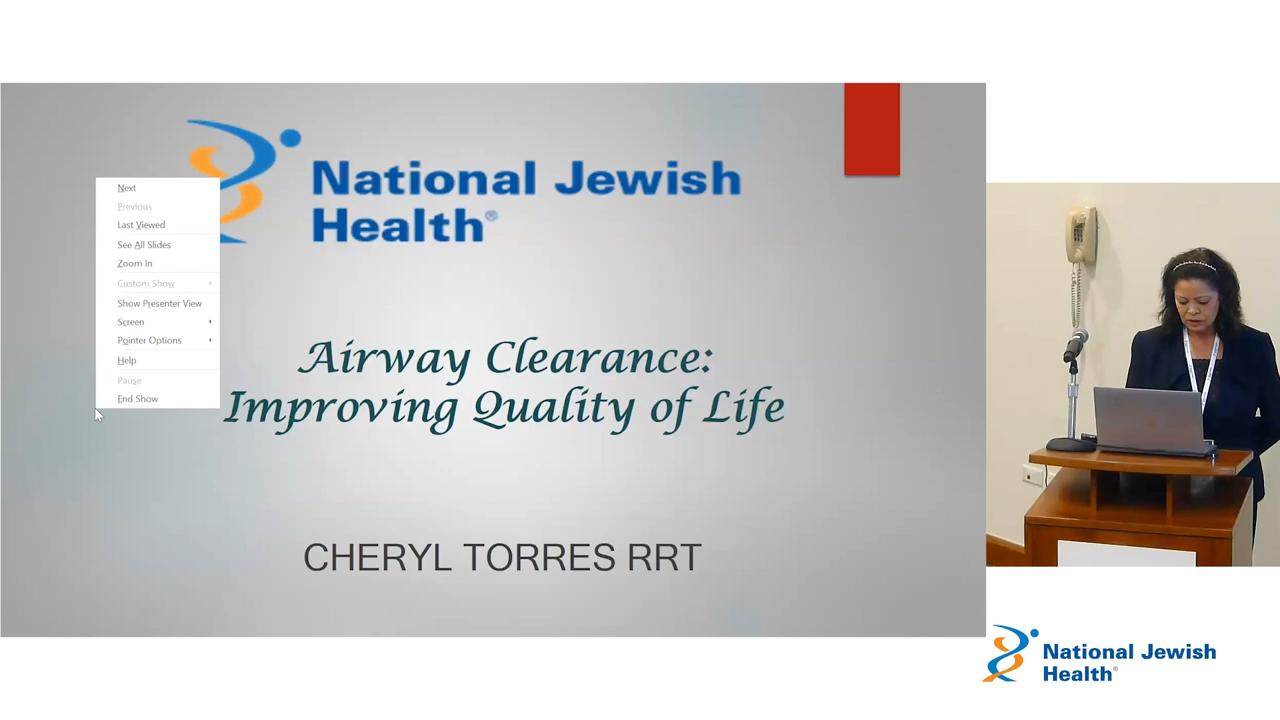 National Jewish
Health®
Next
Previous
Last Viewed
See All Slides
Zoom In
Custom Show
Show Presenter View
Screen
Pointer Options
Help
Pause
End Show
Airway Clearance:
Improving Quality of Life
CHERYL TORRES RRT
National Jewish
Health®